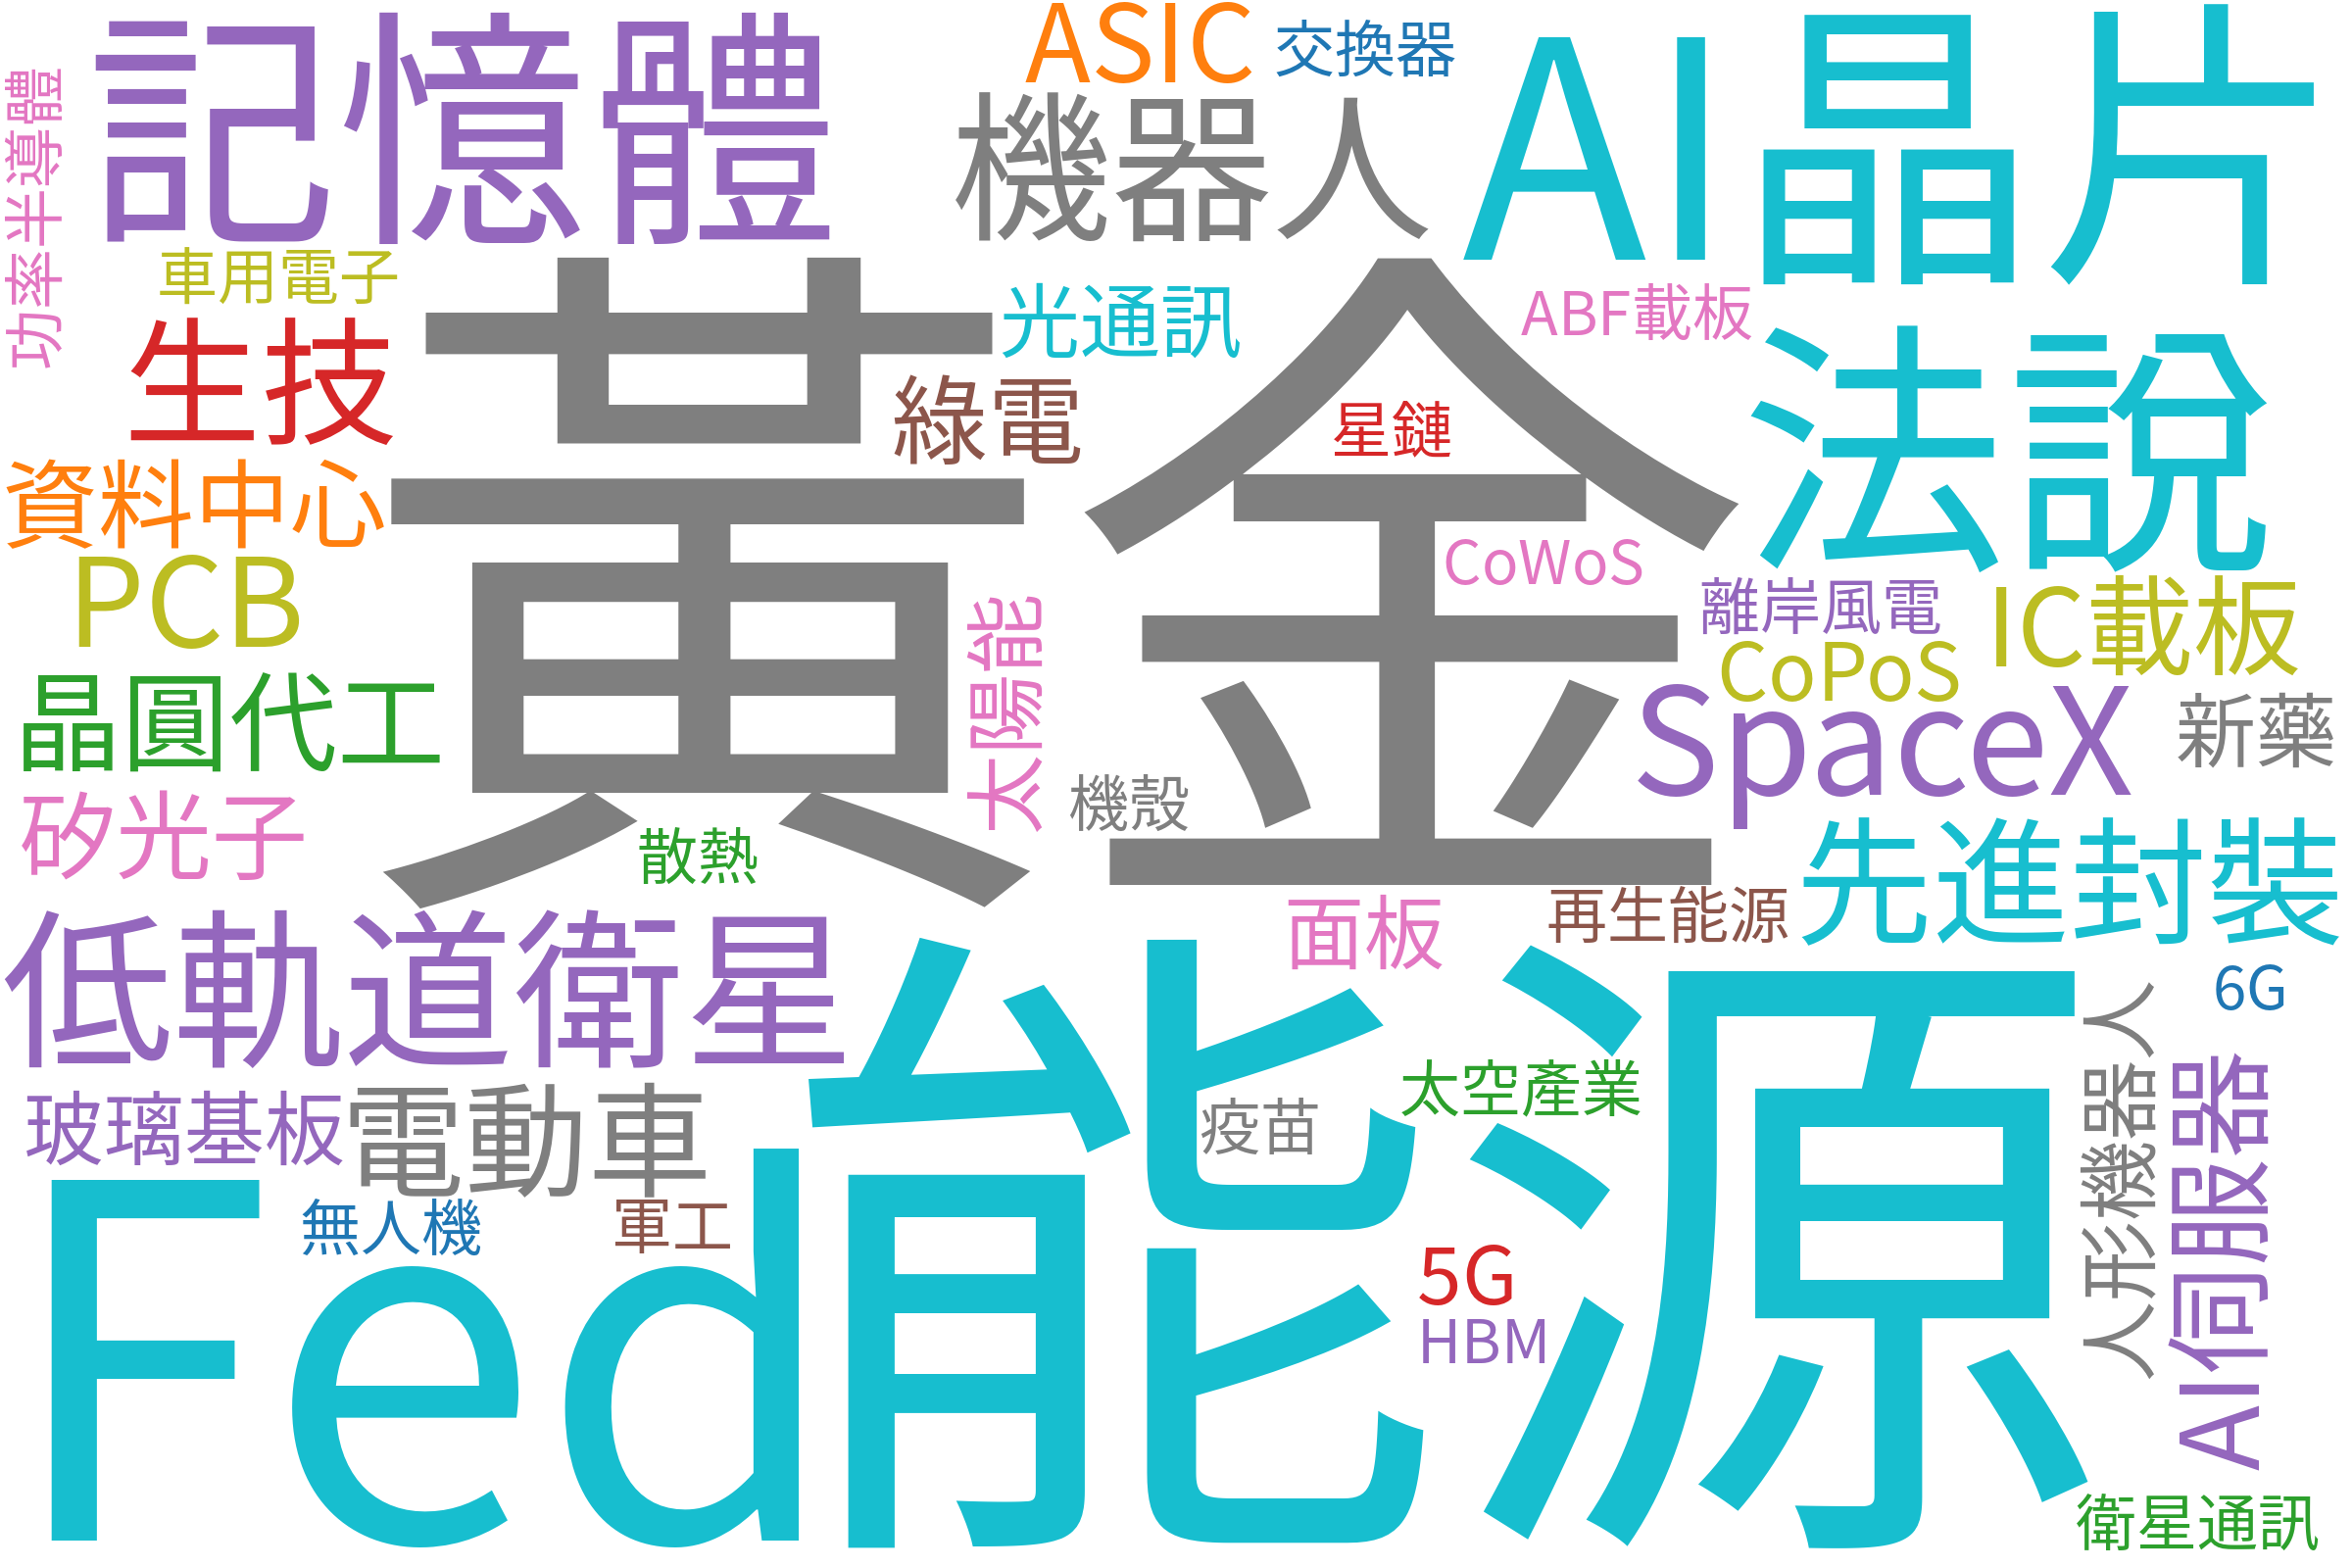 記憶體
ASIC
交換器
機器人
AI晶片
功率半導體
車用電子
生技
黃金
光通訊
ABF載板
法說
綠電
星鏈
資料中心
PCB
CoWoS
離岸風電
IC載板
CoPoS
晶圓代工
太陽能
SpaceX
新藥
機殼
矽光子
散熱
先進封裝
低軌道衛星
面板
再生能源
能源
6G
人形機器人
AI伺服器
玻璃基板
電動車
疫苗
太空產業
Fed
無人機
軍工
5G
HBM
衛星通訊